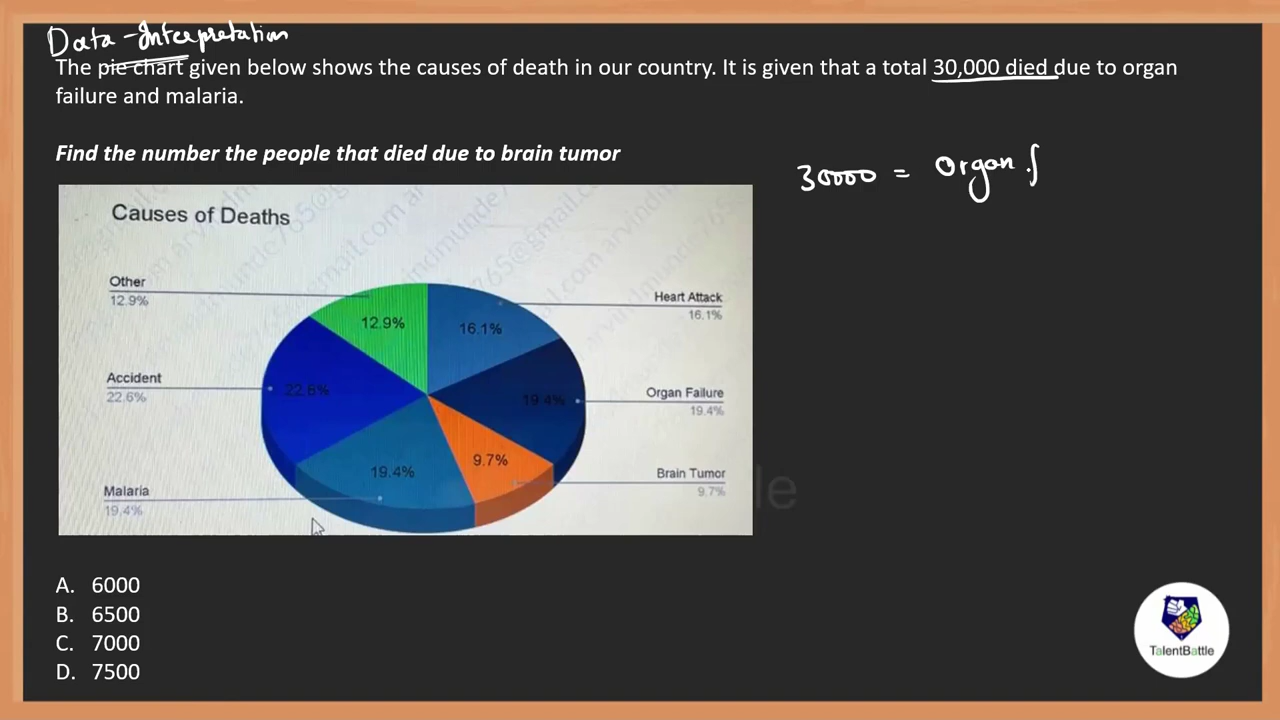 Data-Interpretation
The pie chart given below shows the causes of death in our country. It is given that a total 30,000 died due to organ
failure and malaria.
Find the number the people that died due to brain tumor
30000 = Organ f
Causes of Deaths
Other
12.9%
12.9%
16.1%
Heart Attack
16.1%
Accident
22.6%
22.6%
19.4%
Organ Failure
19.4%
Malaria
19.4%
19.4%
9.7%
Brain Tumor
9.7%
le
A. 6000
B. 6500
C. 7000
D. 7500
TalentBattle